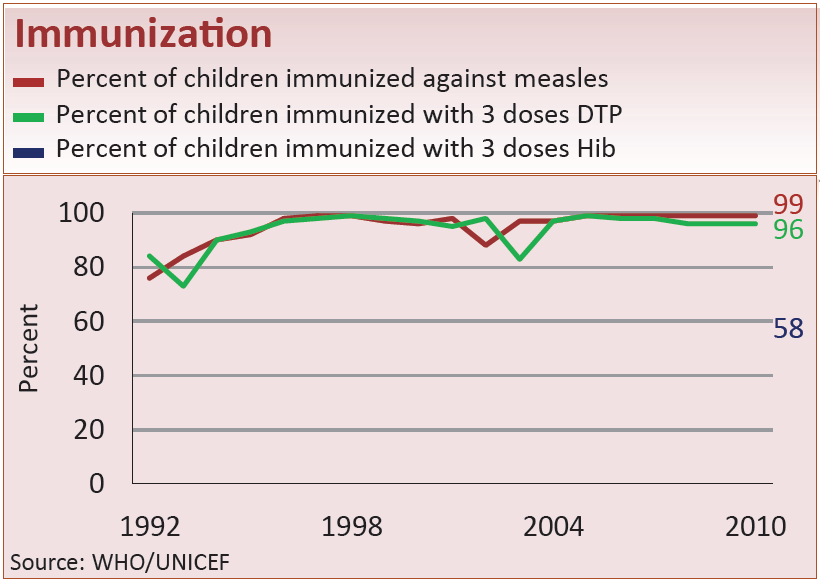 Immunization
Percent of children immunized against measles
Percent of children immunized with 3 doses DTP
Percent of children immunized with 3 doses Hib
100
80
60
40
20
0
Percent
99
96
58
1992 1998 2004 2010
Source: WHO/UNICEF